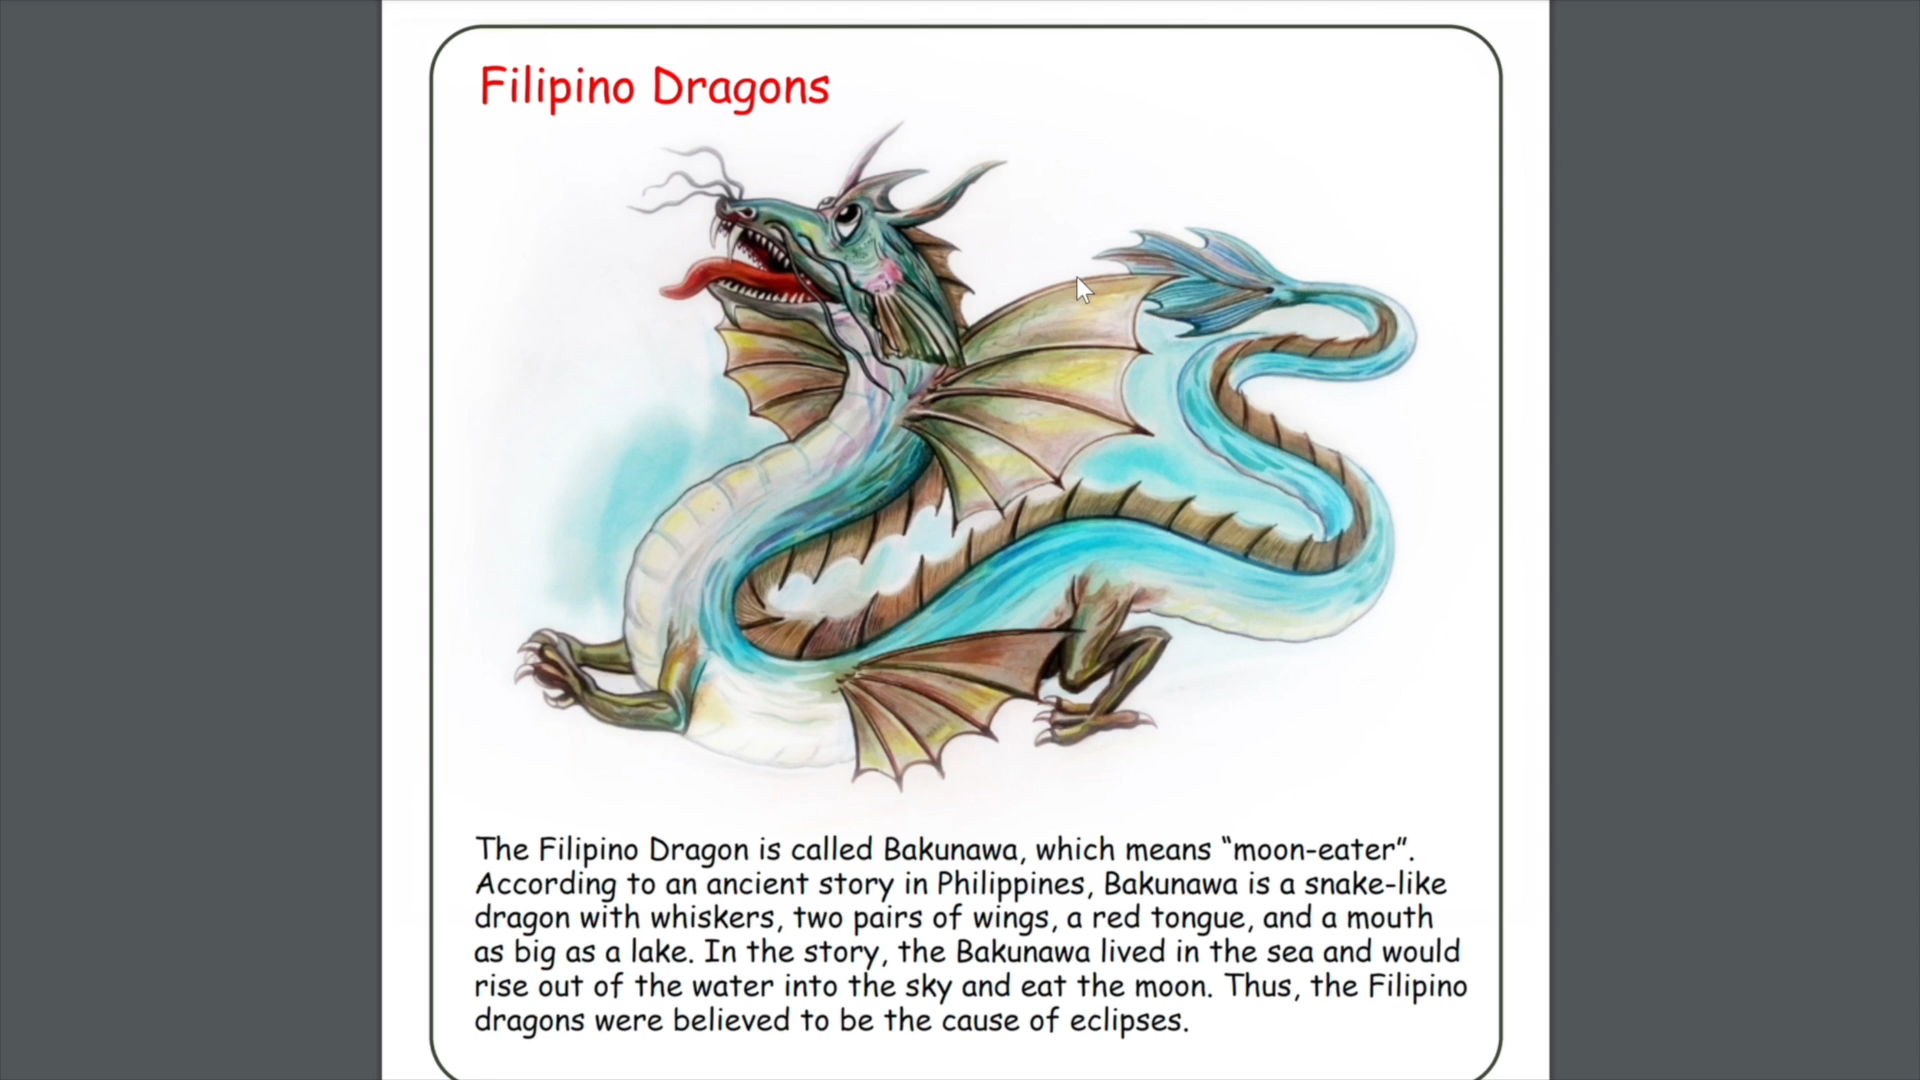 Filipino Dragons
The Filipino Dragon is called Bakunawa, which means “moon-eater”.
According to an ancient story in Philippines, Bakunawa is a snake-like
dragon with whiskers, two pairs of wings, a red tongue, and a mouth
as big as a lake. In the story, the Bakunawa lived in the sea and would
rise out of the water into the sky and eat the moon. Thus, the Filipino
dragons were believed to be the cause of eclipses.